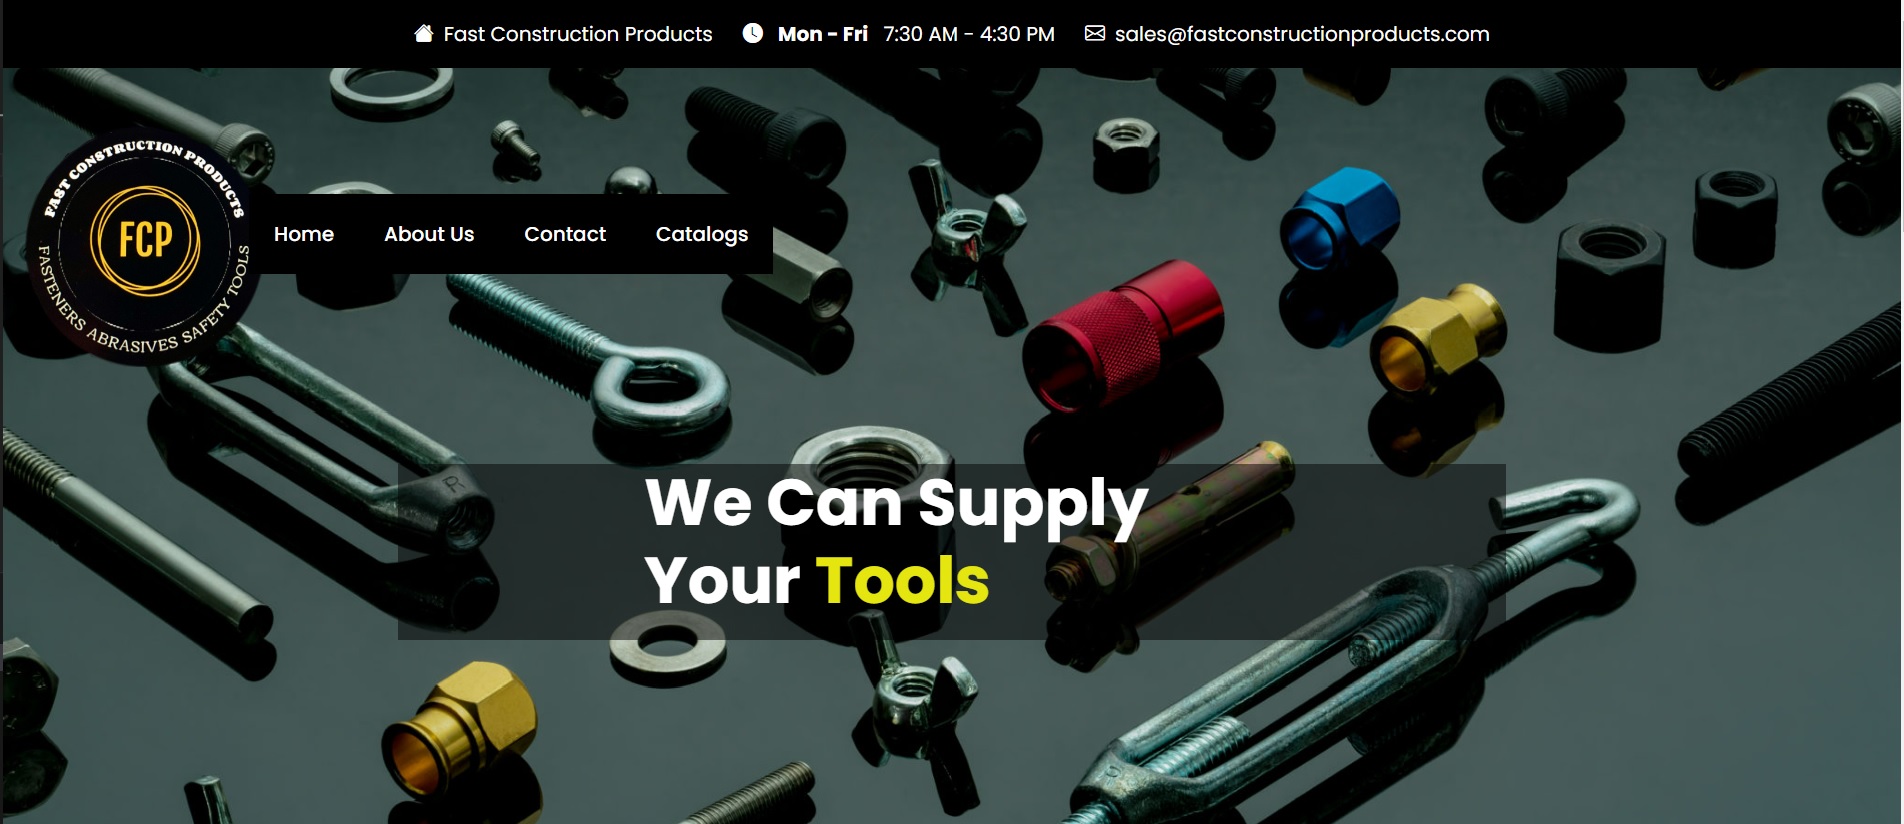 Fast Construction Products Mon - Fri 7:30 AM - 4:30 PM sales@fastconstructionproducts.com
FAST CONSTRUCTION PRODUCTS
FCP
FASTENERS ABRASIVES SAFETY TOOLS
Home About Us Contact Catalogs
R
We Can Supply
Your Tools
R